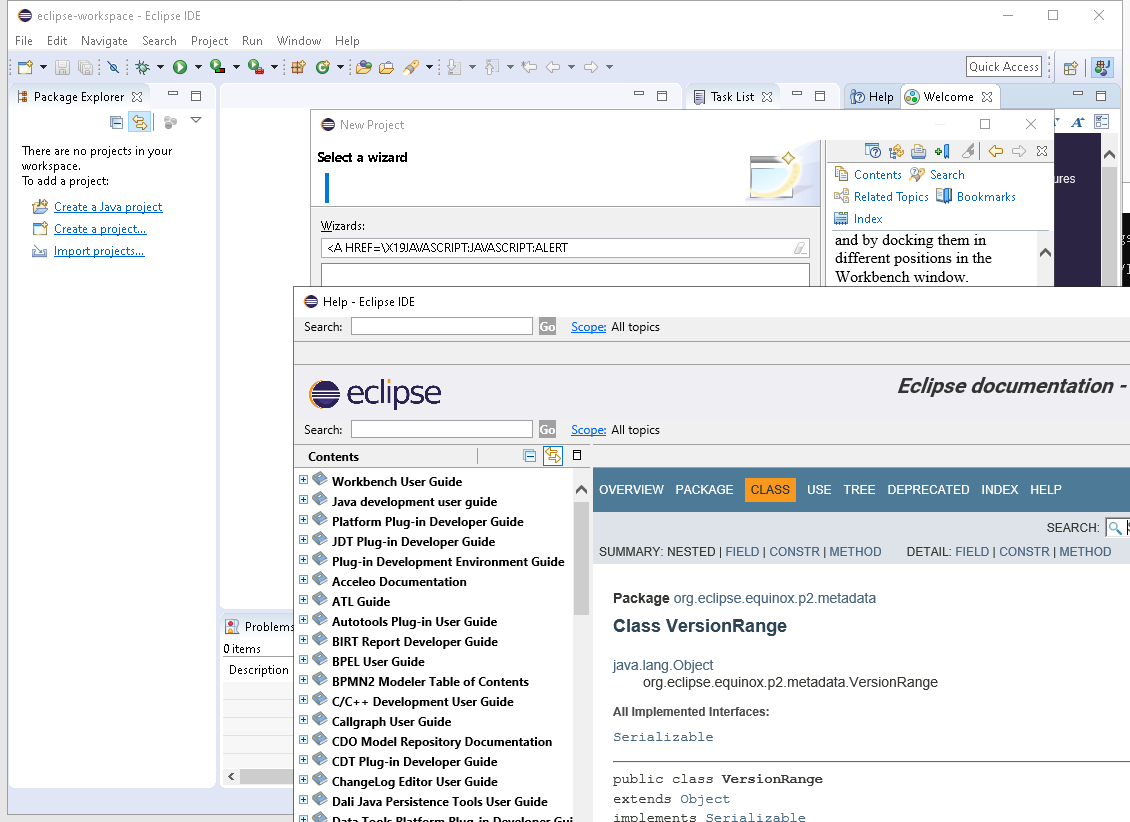 eclipse-workspace - Eclipse IDE
File Edit Navigate Search Project Run Window Help
Quick Access
Package Explorer
Task List
Help
Welcome
There are no projects in your
workspace.
To add a project:
Create a Java project
Create a project...
Import projects...
New Project
Select a wizard
Wizards:
<A HREF=\X19JAVASCRIPT:JAVASCRIPT:ALERT
Contents Search
Related Topics Bookmarks
Index
and by docking them in
different positions in the
Workbench window.
ures
Problems
0 items
Description
Help - Eclipse IDE
Search: Go Scope: All topics
eclipse
Eclipse documentation -
Search: Go Scope: All topics
Contents
Workbench User Guide
Java development user guide
Platform Plug-in Developer Guide
JDT Plug-in Developer Guide
Plug-in Development Environment Guide
Acceleo Documentation
ATL Guide
Autotools Plug-in User Guide
BIRT Report Developer Guide
BPEL User Guide
BPMN2 Modeler Table of Contents
C/C++ Development User Guide
Callgraph User Guide
CDO Model Repository Documentation
CDT Plug-in Developer Guide
ChangeLog Editor User Guide
Dali Java Persistence Tools User Guide
Data Tools Platform Plug-in Developer Gui
OVERVIEW PACKAGE CLASS USE TREE DEPRECATED INDEX HELP
SEARCH:
SUMMARY: NESTED | FIELD | CONSTR | METHOD DETAIL: FIELD | CONSTR | METHOD
Package org.eclipse.equinox.p2.metadata
Class VersionRange
java.lang.Object
org.eclipse.equinox.p2.metadata.VersionRange
All Implemented Interfaces:
Serializable
public class VersionRange
extends Object
implements Serializable